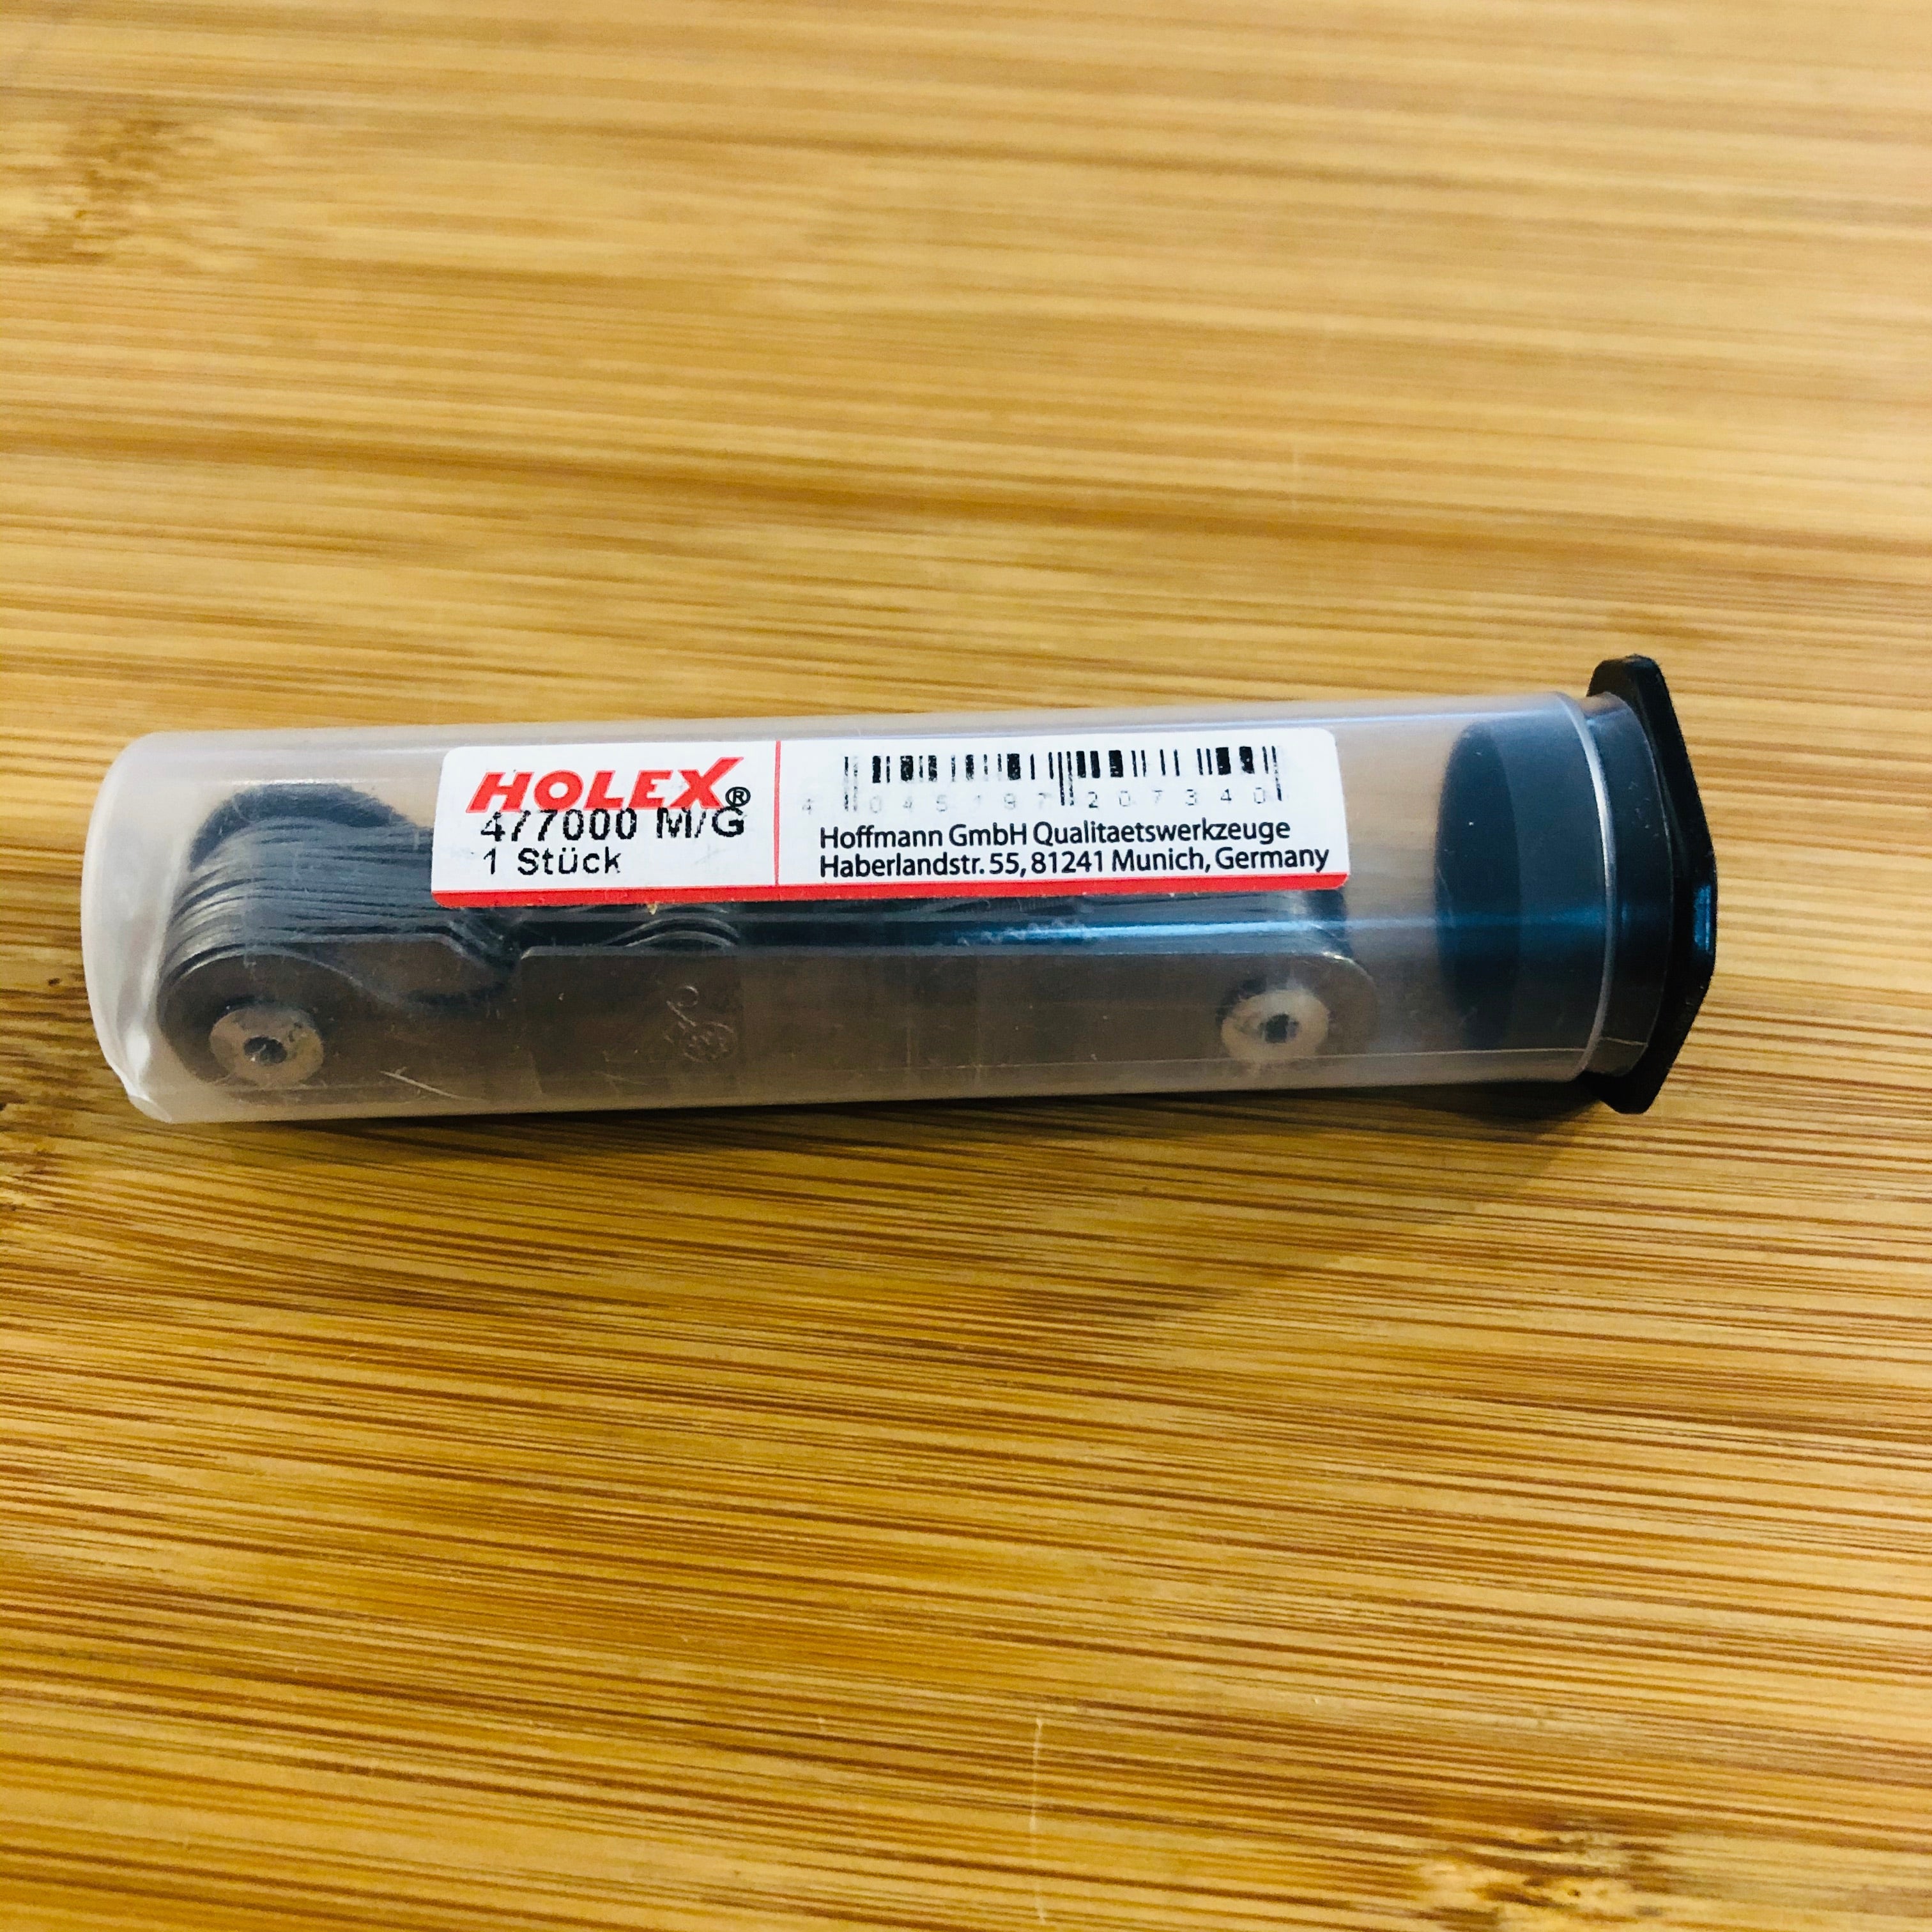 HOLEX®
477000 M/G
1 Stück
4 045197 207340
Hoffmann GmbH Qualitaetswerkzeuge
Haberlandstr. 55, 81241 Munich, Germany